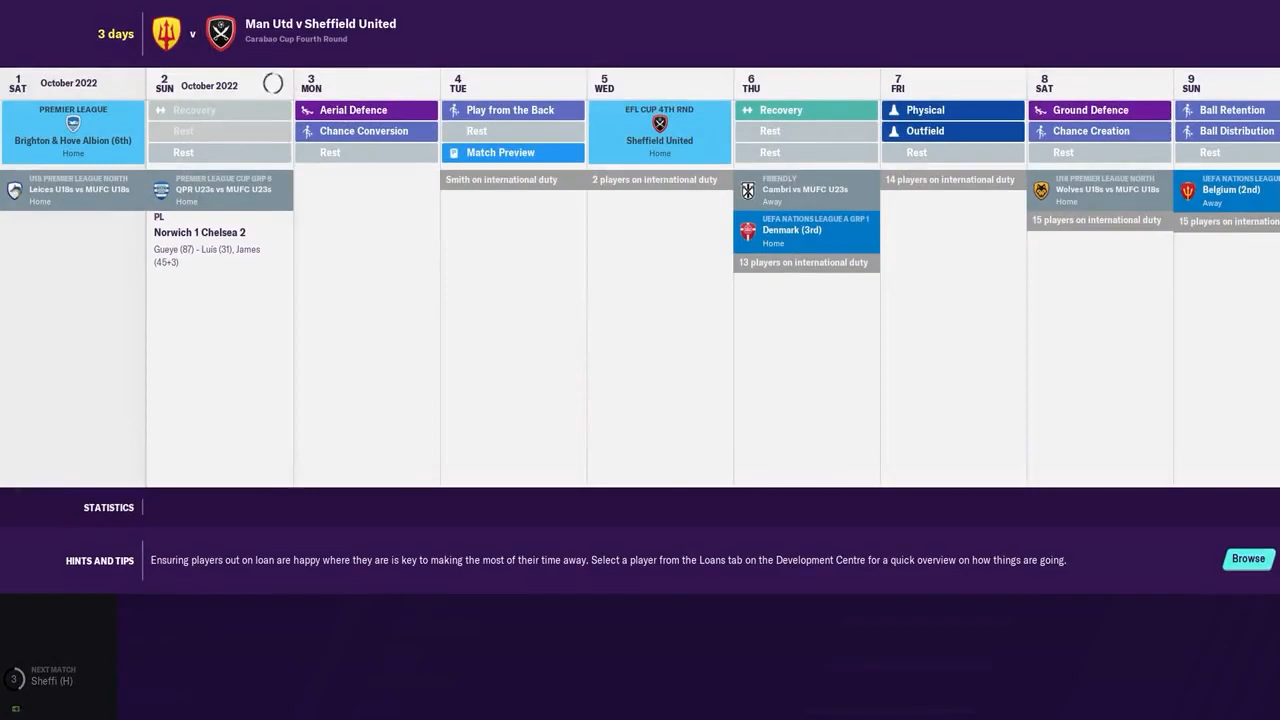 3 days
v
Man Utd v Sheffield United
Carabao Cup Fourth Round
1
SAT
October 2022
PREMIER LEAGUE
Brighton & Hove Albion (6th)
Home
U18 PREMIER LEAGUE NORTH
Leices U18s vs MUFC U18s
Home
2
SUN
October 2022
Recovery
Rest
Rest
PREMIER LEAGUE CUP GRP G
QPR U23s vs MUFC U23s
Home
PL
Norwich 1 Chelsea 2
Gueye (87) - Luis (31), James
(45+3)
3
MON
Aerial Defence
Chance Conversion
Rest
4
TUE
Play from the Back
Rest
Match Preview
Smith on international duty
5
WED
EFL CUP 4TH RND
Sheffield United
Home
2 players on international duty
6
THU
Recovery
Rest
Rest
FRIENDLY
Cambri vs MUFC U23s
Away
UEFA NATIONS LEAGUE A GRP 1
Denmark (3rd)
Home
13 players on international duty
7
FRI
Physical
Outfield
Rest
14 players on international duty
8
SAT
Ground Defence
Chance Creation
Rest
U18 PREMIER LEAGUE NORTH
Wolves U18s vs MUFC U18s
Home
15 players on international duty
9
SUN
Ball Retention
Ball Distribution
Rest
UEFA NATIONS LEAGU
Belgium (2nd)
Away
15 players on internation
STATISTICS
HINTS AND TIPS
Ensuring players out on loan are happy where they are is key to making the most of their time away. Select a player from the Loans tab on the Development Centre for a quick overview on how things are going.
Browse
3
NEXT MATCH
Sheffi (H)